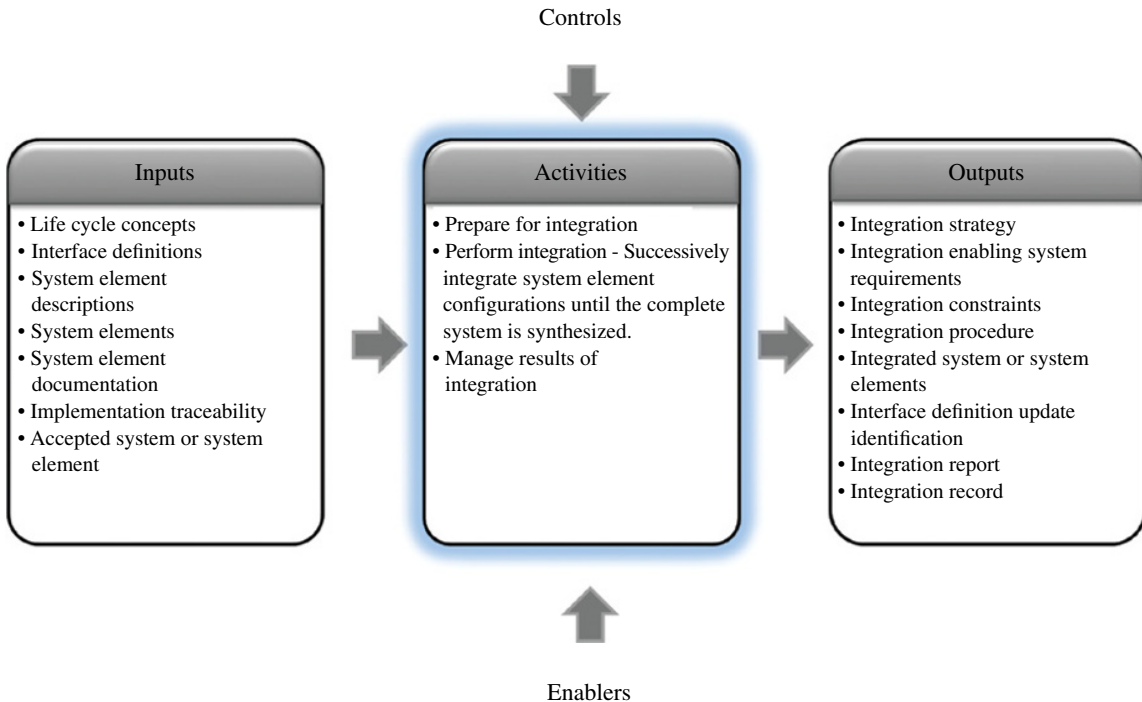 Controls
Inputs
• Life cycle concepts
• Interface definitions
• System element
descriptions
• System elements
• System element
documentation
• Implementation traceability
• Accepted system or system
element
Activities
• Prepare for integration
• Perform integration - Successively
integrate system element
configurations until the complete
system is synthesized.
• Manage results of
integration
Outputs
• Integration strategy
• Integration enabling system
requirements
• Integration constraints
• Integration procedure
• Integrated system or system
elements
• Interface definition update
identification
• Integration report
• Integration record
Enablers